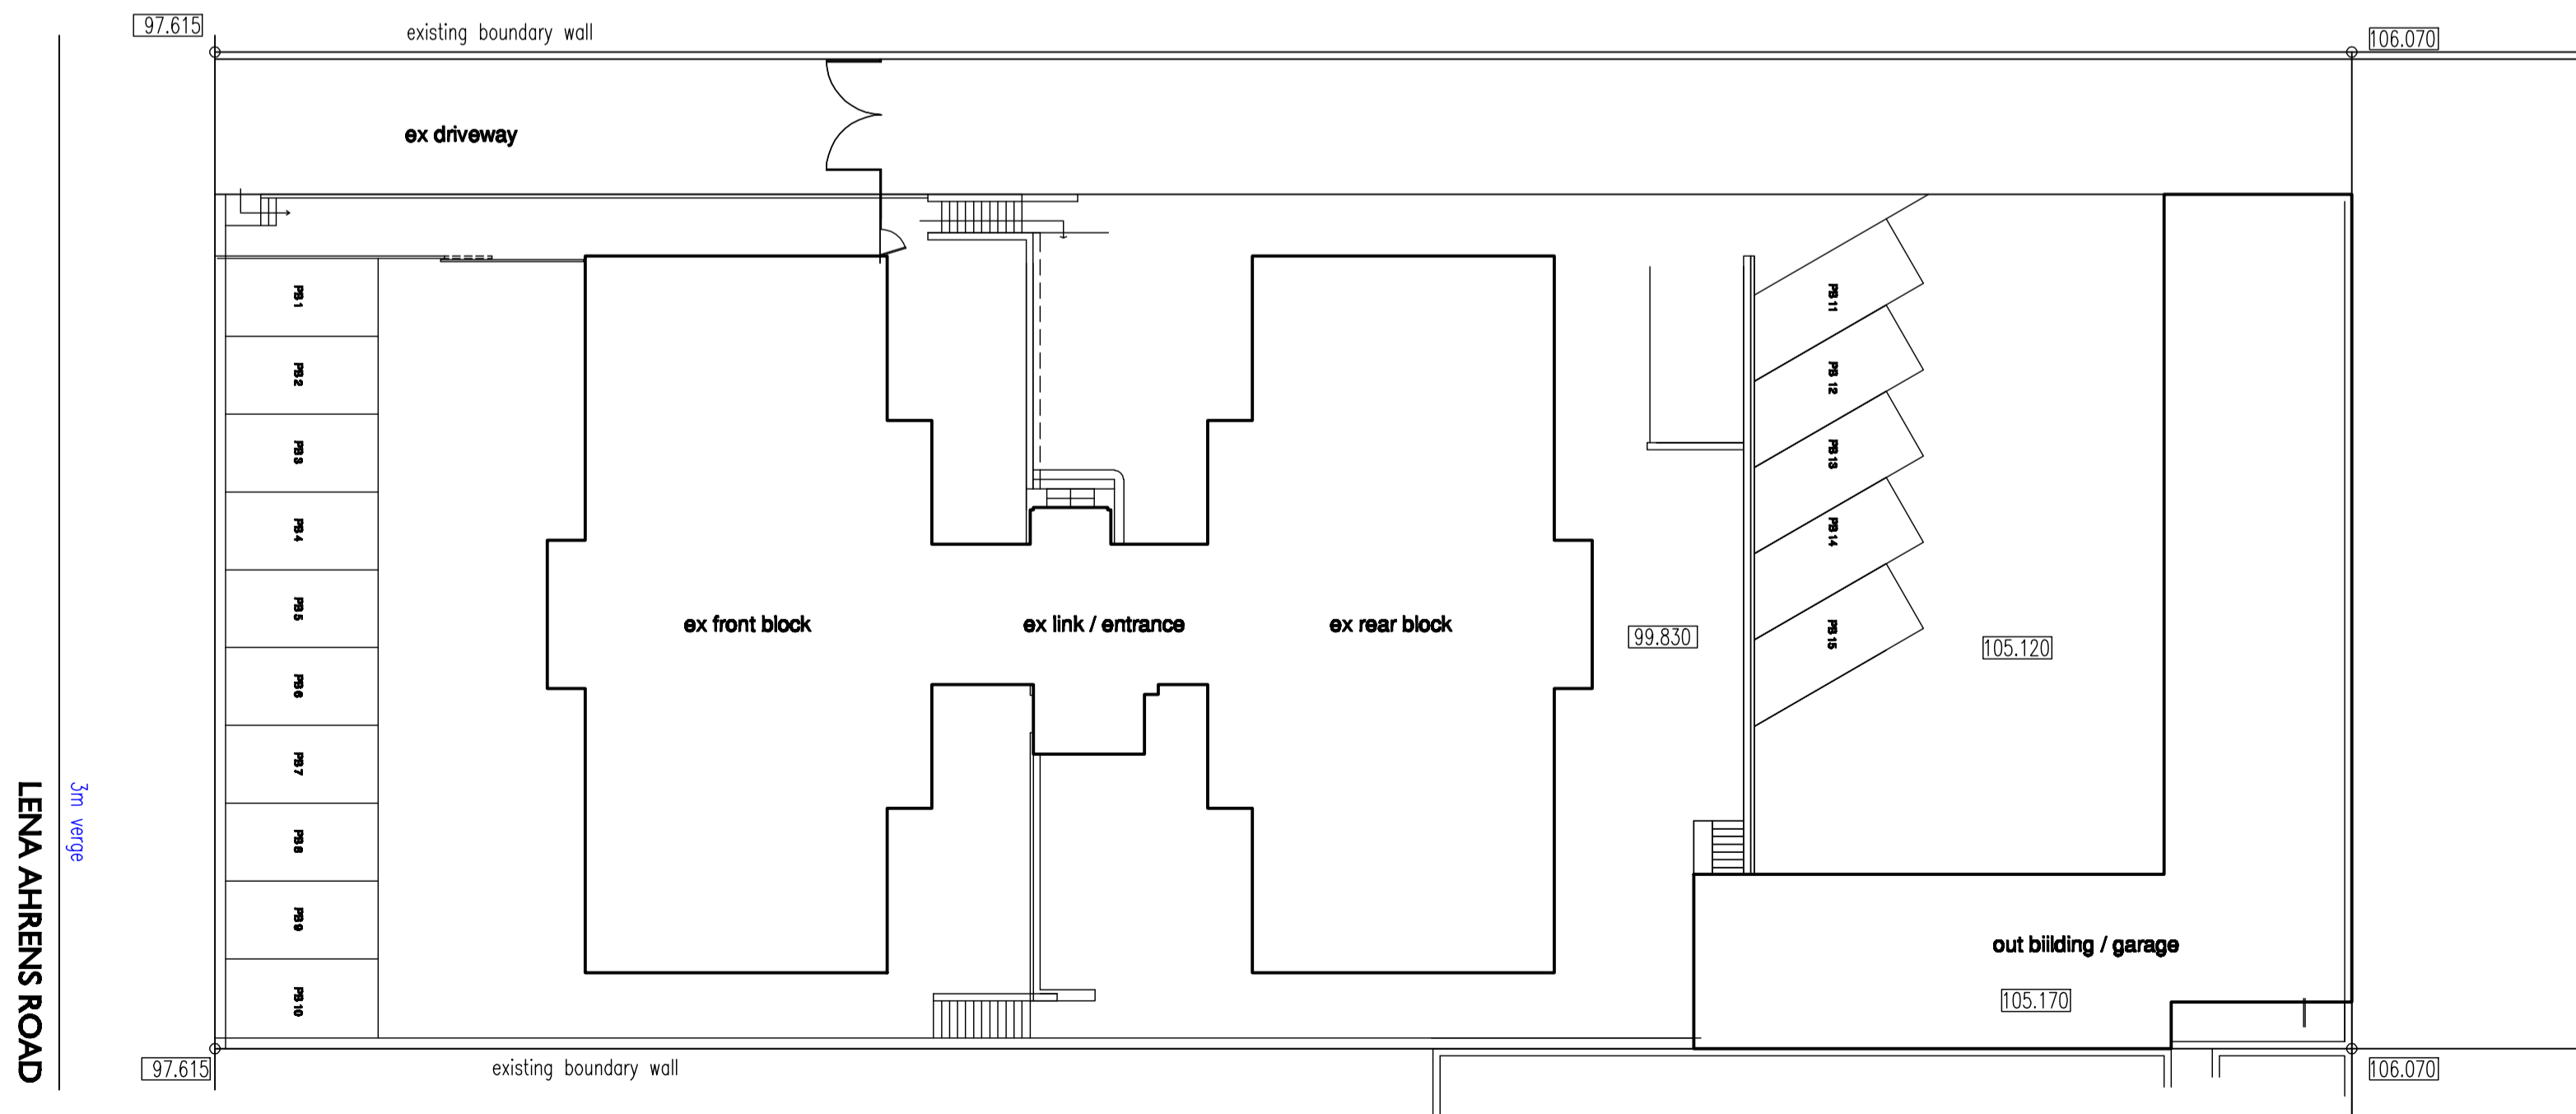 97.615
existing boundary wall
106.070
ex driveway
PB 1
PB 2
PB 3
PB 4
PB 5
PB 6
PB 7
PB 8
PB 9
PB 10
PB 11
PB 12
PB 13
PB 14
PB 15
ex front block
ex link / entrance
ex rear block
99.830
105.120
3m verge
LENA AHRENS ROAD
out biilding / garage
105.170
97.615
existing boundary wall
106.070